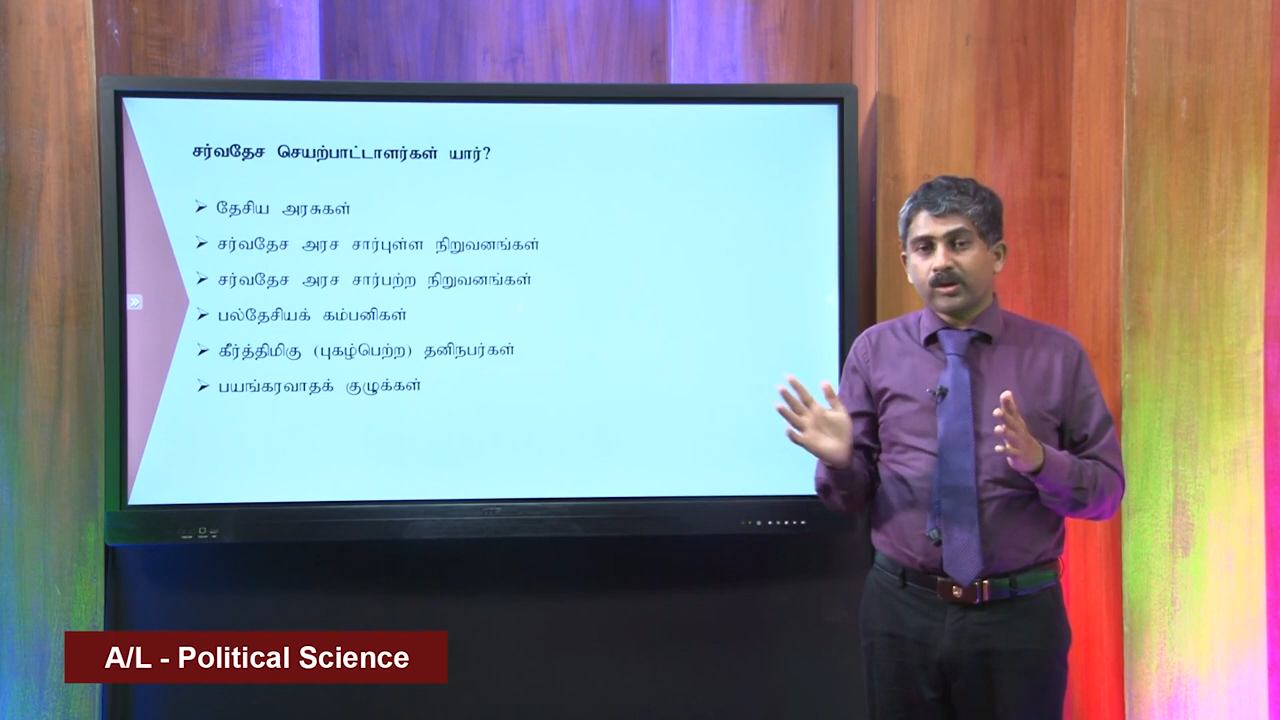 சர்வதேச செயற்பாட்டாளர்கள் யார்?
➢ தேசிய அரசுகள்
➢ சர்வதேச அரச சார்புள்ள நிறுவனங்கள்
➢ சர்வதேச அரச சார்பற்ற நிறுவனங்கள்
➢ பல்தேசியக் கம்பனிகள்
➢ கீர்த்திமிகு (புகழ்பெற்ற) தனிநபர்கள்
➢ பயங்கரவாதக் குழுக்கள்
A/L - Political Science